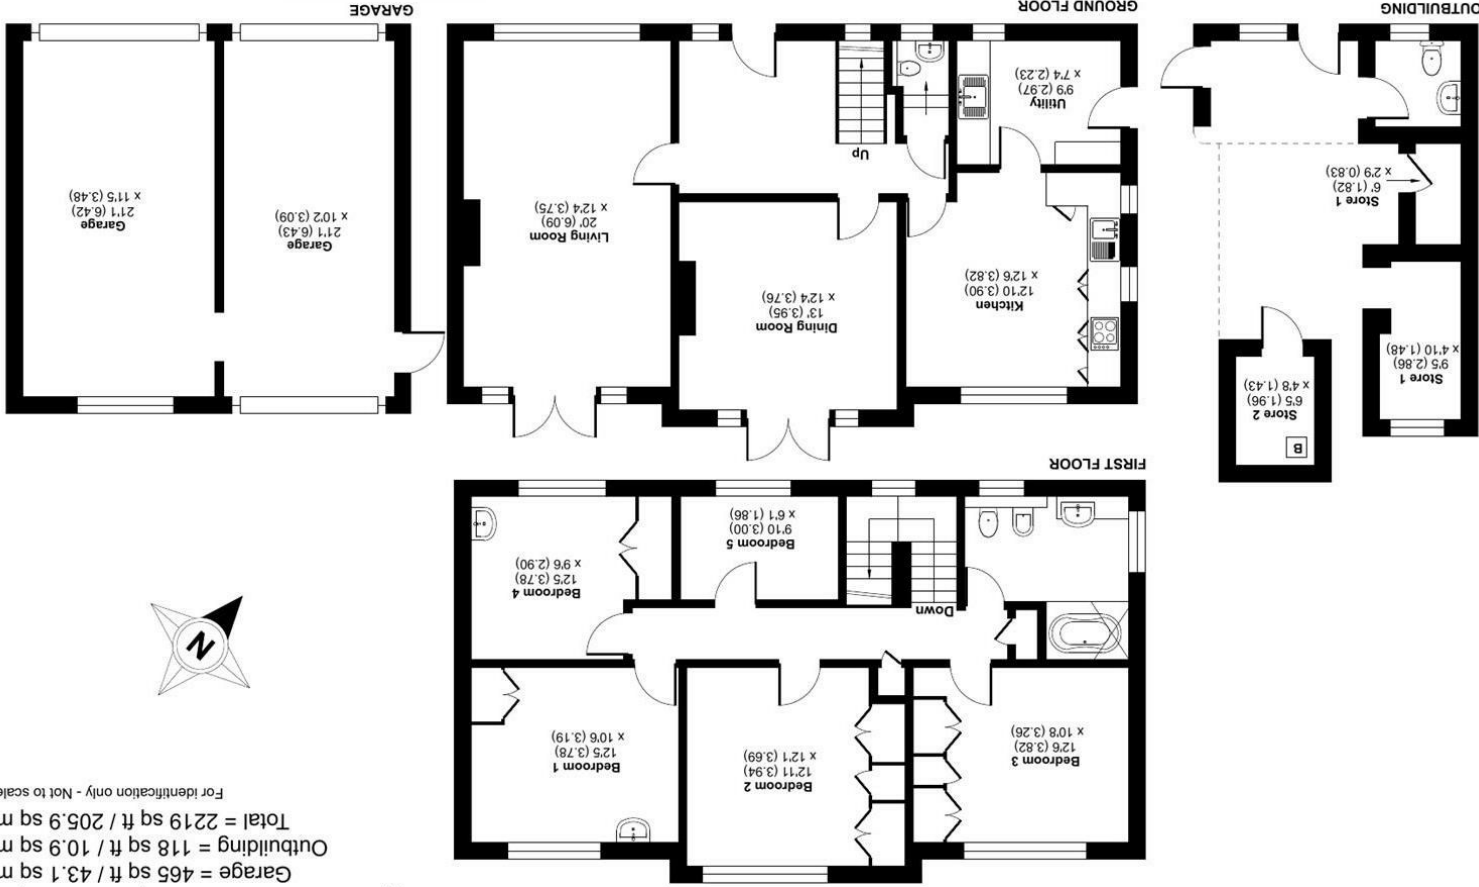 Garage = 465 sq ft / 43.1 sq m
Outbuilding = 118 sq ft / 10.9 sq m
Total = 2219 sq ft / 205.9 sq m
For identification only - Not to scale
Bedroom 3
12'6 (3.82)
x 10'8 (3.26)
Bedroom 2
12'11 (3.94)
x 12'1 (3.69)
Bedroom 1
12'5 (3.78)
x 10'6 (3.19)
N
Down
Bedroom 5
9'10 (3.00)
x 6'1 (1.86)
Bedroom 4
12'5 (3.78)
x 9'6 (2.90)
FIRST FLOOR
B
Store 2
6'5 (1.96)
x 4'8 (1.43)
Store 1
9'5 (2.86)
x 4'10 (1.48)
Store 1
6' (1.82)
x 2'9 (0.83)
OUTBUILDING
Kitchen
12'10 (3.90)
x 12'6 (3.82)
Dining Room
13' (3.95)
x 12'4 (3.76)
Living Room
20' (6.09)
x 12'4 (3.75)
Up
Utility
9'9 (2.97)
x 7'4 (2.23)
GROUND FLOOR
Garage
21'1 (6.43)
x 10'2 (3.09)
Garage
21'1 (6.42)
x 11'5 (3.48)
GARAGE